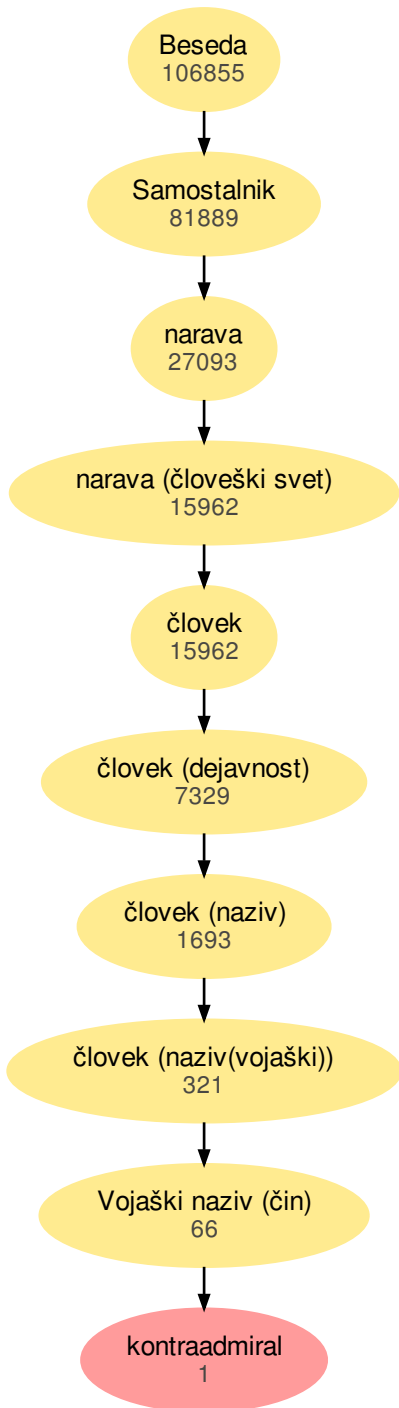 Beseda
106855
Samostalnik
81889
narava
27093
narava (človeški svet)
15962
človek
15962
človek (dejavnost)
7329
človek (naziv)
1693
človek (naziv(vojaški))
321
Vojaški naziv (čin)
66
kontraadmiral
1